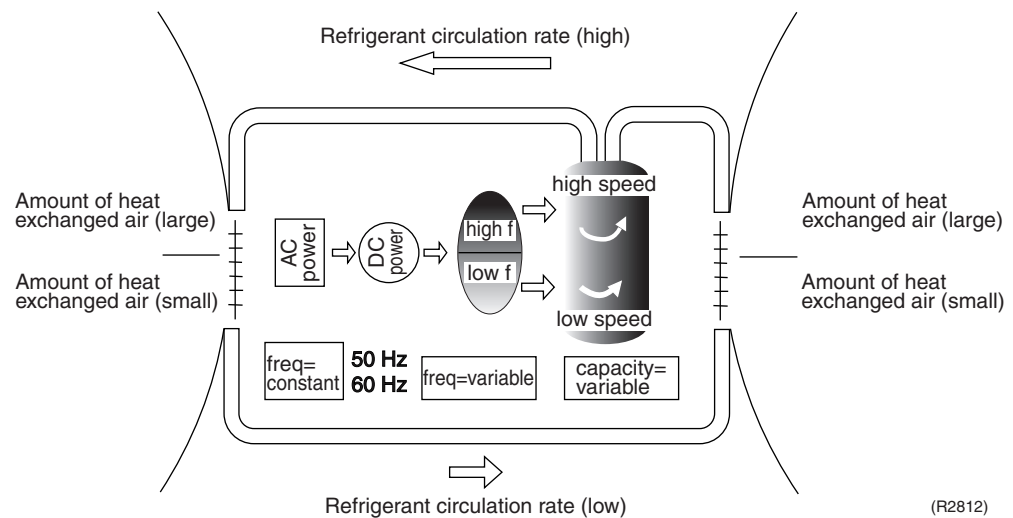 Refrigerant circulation rate (high)
Amount of heat
exchanged air (large)
Amount of heat
exchanged air (small)
AC
power
DC
power
high f
low f
high speed
low speed
Amount of heat
exchanged air (large)
Amount of heat
exchanged air (small)
freq=
constant
50 Hz
60 Hz
freq=variable
capacity=
variable
Refrigerant circulation rate (low)
(R2812)